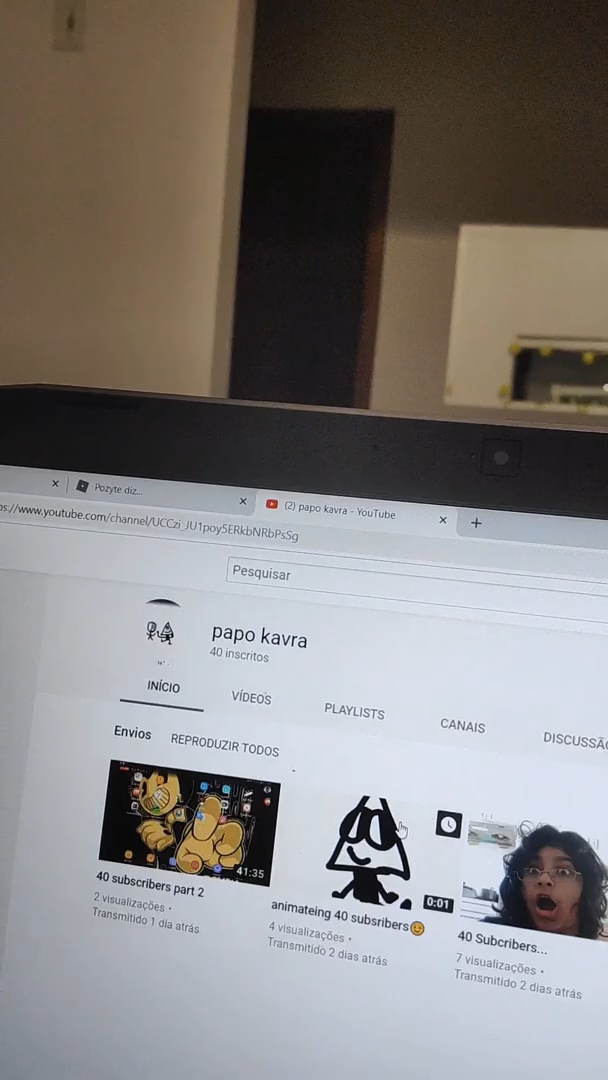 Pozyte diz...
(2) papo kavra - YouTube
ps://www.youtube.com/channel/UCCzi_JU1poy5ERkbNRbPsSg
Pesquisar
papo kavra
40 inscritos
INÍCIO
VÍDEOS
PLAYLISTS
CANAIS
DISCUSSÃO
Envios
REPRODUZIR TODOS
41:35
40 subscribers part 2
2 visualizações •
Transmitido 1 dia atrás
0:01
animateing 40 subsribers😉
4 visualizações •
Transmitido 2 dias atrás
40 Subcribers...
7 visualizações •
Transmitido 2 dias atrás